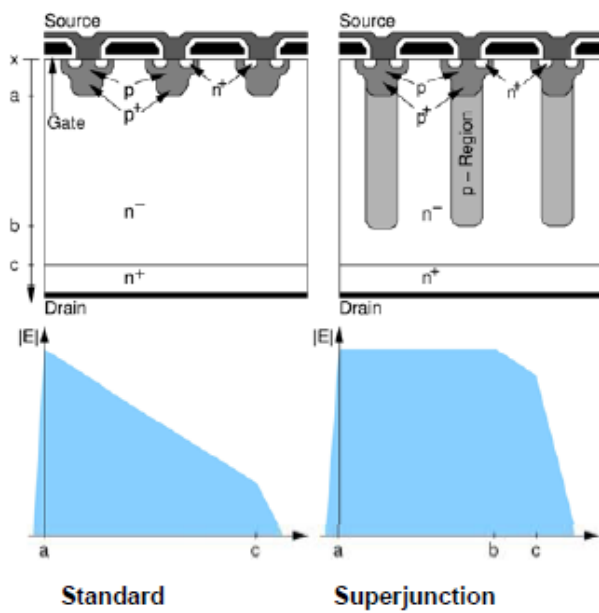 Source
x
a
b
c
Gate
p
p+
n+
n−
n+
Drain
|E|
a
c
Standard
Source
p
p+
n+
p - Region
n−
n+
Drain
|E|
a
b
c
Superjunction